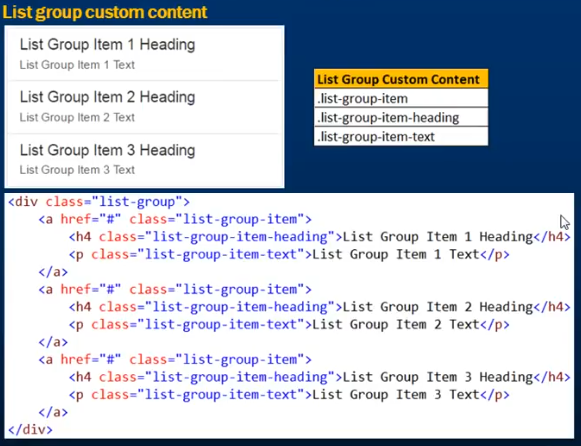 List group custom content
List Group Item 1 Heading
List Group Item 1 Text
List Group Item 2 Heading
List Group Item 2 Text
List Group Item 3 Heading
List Group Item 3 Text
List Group Custom Content
.list-group-item
.list-group-item-heading
.list-group-item-text
<div class="list-group">
    <a href="#" class="list-group-item">
        <h4 class="list-group-item-heading">List Group Item 1 Heading</h4>
        <p class="list-group-item-text">List Group Item 1 Text</p>
    </a>
    <a href="#" class="list-group-item">
        <h4 class="list-group-item-heading">List Group Item 2 Heading</h4>
        <p class="list-group-item-text">List Group Item 2 Text</p>
    </a>
    <a href="#" class="list-group-item">
        <h4 class="list-group-item-heading">List Group Item 3 Heading</h4>
        <p class="list-group-item-text">List Group Item 3 Text</p>
    </a>
</div>